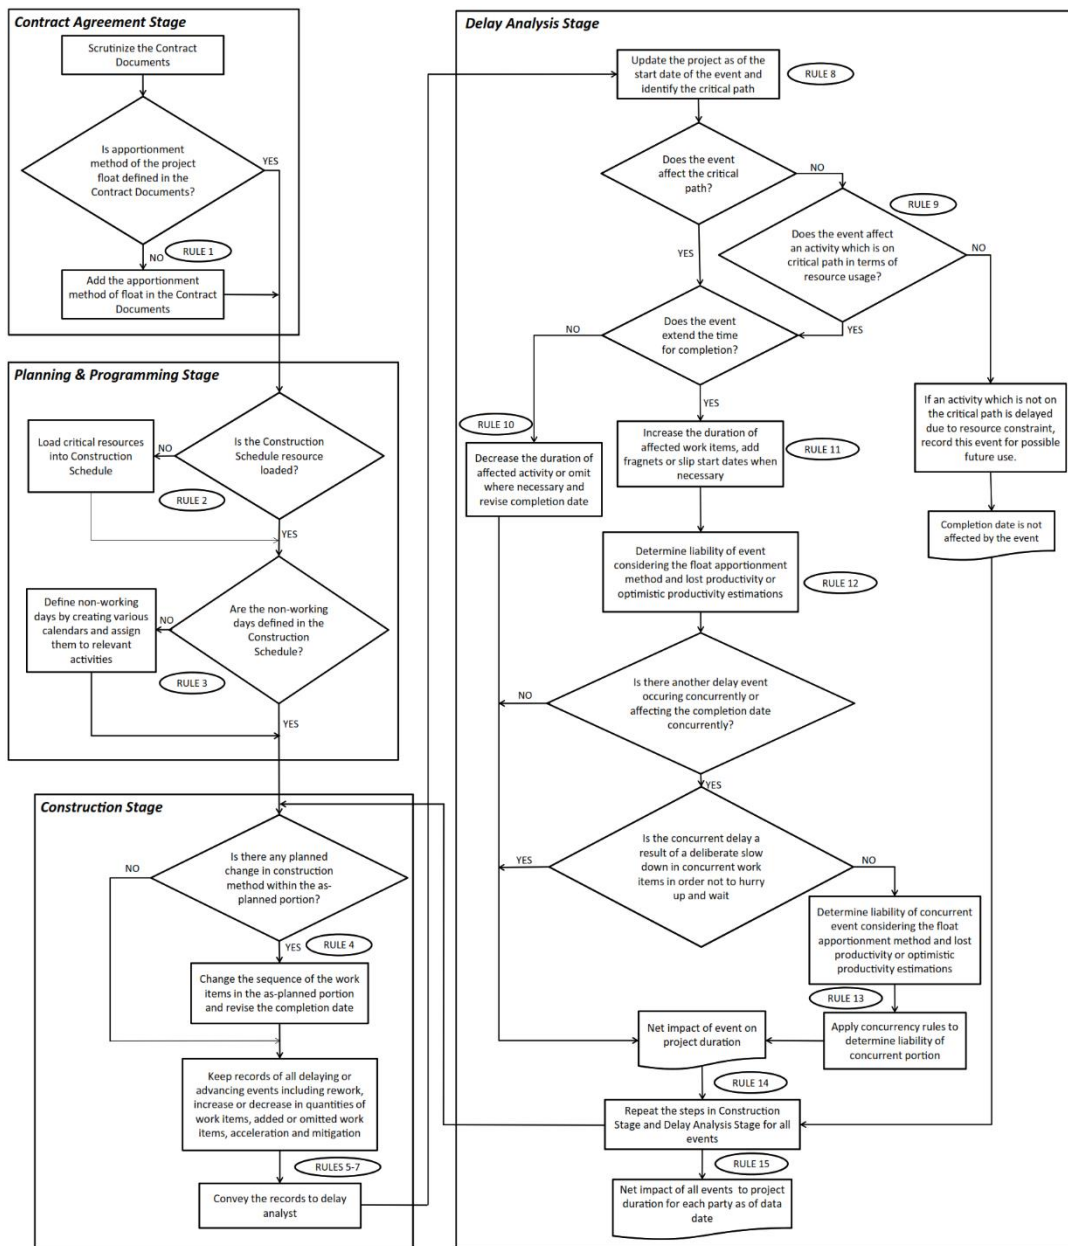 Contract Agreement Stage
Scrutinize the Contract
Documents
Is apportionment
method of the project
float defined in the
Contract Documents?
YES
NO
RULE 1
Add the apportionment
method of float in the Contract
Documents
Planning & Programming Stage
Is the Construction
Schedule resource
loaded?
NO
Load critical resources
into Construction
Schedule
RULE 2
YES
Are the non-working
days defined in the
Construction
Schedule?
NO
Define non-working
days by creating various
calendars and assign
them to relevant
activities
RULE 3
YES
Construction Stage
Is there any planned
change in construction
method within the as-
planned portion?
NO
YES
RULE 4
Change the sequence of the work
items in the as-planned portion
and revise the completion date
Keep records of all delaying or
advancing events including rework,
increase or decrease in quantities of
work items, added or omitted work
items, acceleration and mitigation
RULES 5-7
Convey the records to delay
analyst
Delay Analysis Stage
Update the project as of the
start date of the event and
identify the critical path
RULE 8
Does the event
affect the critical
path?
NO
YES
RULE 9
Does the event affect
an activity which is on
critical path in terms of
resource usage?
NO
YES
Does the event
extend the time
for completion?
NO
YES
RULE 10
Decrease the duration of
affected activity or omit
where necessary and
revise completion date
Increase the duration of
affected work items, add
fragnets or slip start dates when
necessary
RULE 11
If an activity which is not on
the critical path is delayed
due to resource constraint,
record this event for possible
future use.
Completion date is not
affected by the event
Determine liability of event
considering the float apportionment
method and lost productivity or
optimistic productivity estimations
RULE 12
Is there another delay event
occuring concurrently or
affecting the completion date
concurrently?
NO
YES
Is the concurrent delay a
result of a deliberate slow
down in concurrent work
items in order not to hurry
up and wait
YES
NO
Determine liability of concurrent
event considering the float
apportionment method and lost
productivity or optimistic
productivity estimations
RULE 13
Apply concurrency rules to
determine liability of
concurrent portion
Net impact of event on
project duration
RULE 14
Repeat the steps in Construction
Stage and Delay Analysis Stage for all
events
RULE 15
Net impact of all events to project
duration for each party as of data
date